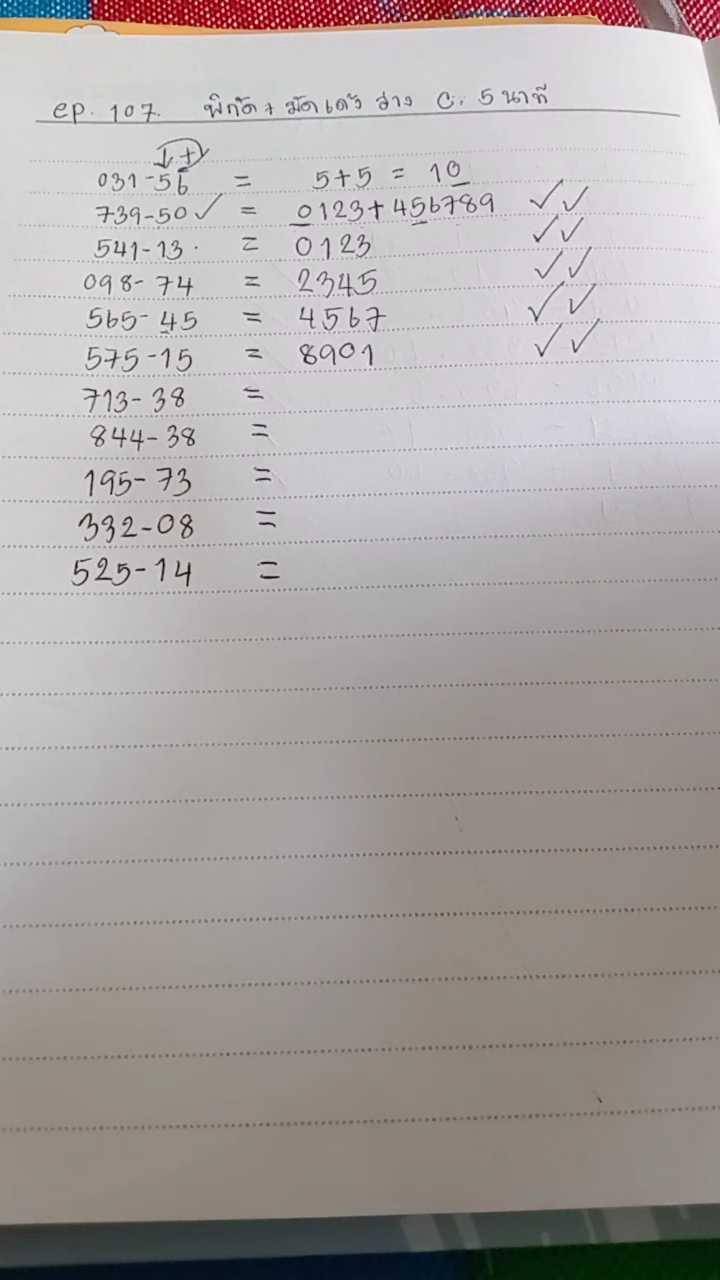 ep. 107. พิกัด + มัดเด้ง ล่าง C. 5 นาที
↓+
031-56 = 5+5 = 10
739-50 ✓ = 0123+456789 ✓✓
541-13. = 0123 ✓✓
098-74 = 2345 ✓✓
565-45 = 4567 ✓✓
575-15 = 8901 ✓✓
713-38 =
844-38 =
195-73 =
332-08 =
525-14 =